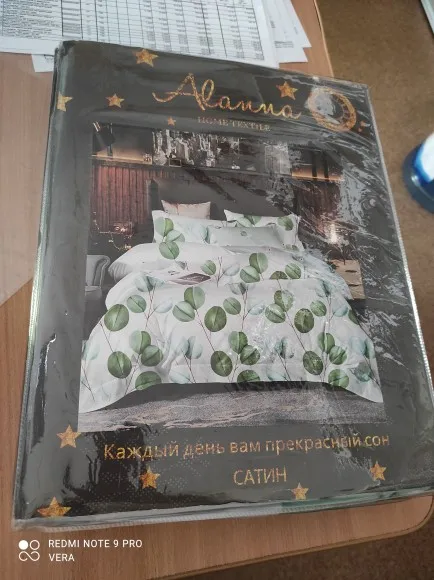 Alanna
HOME TEXTILE
Каждый день вам прекрасный сон
САТИН
REDMI NOTE 9 PRO
VERA